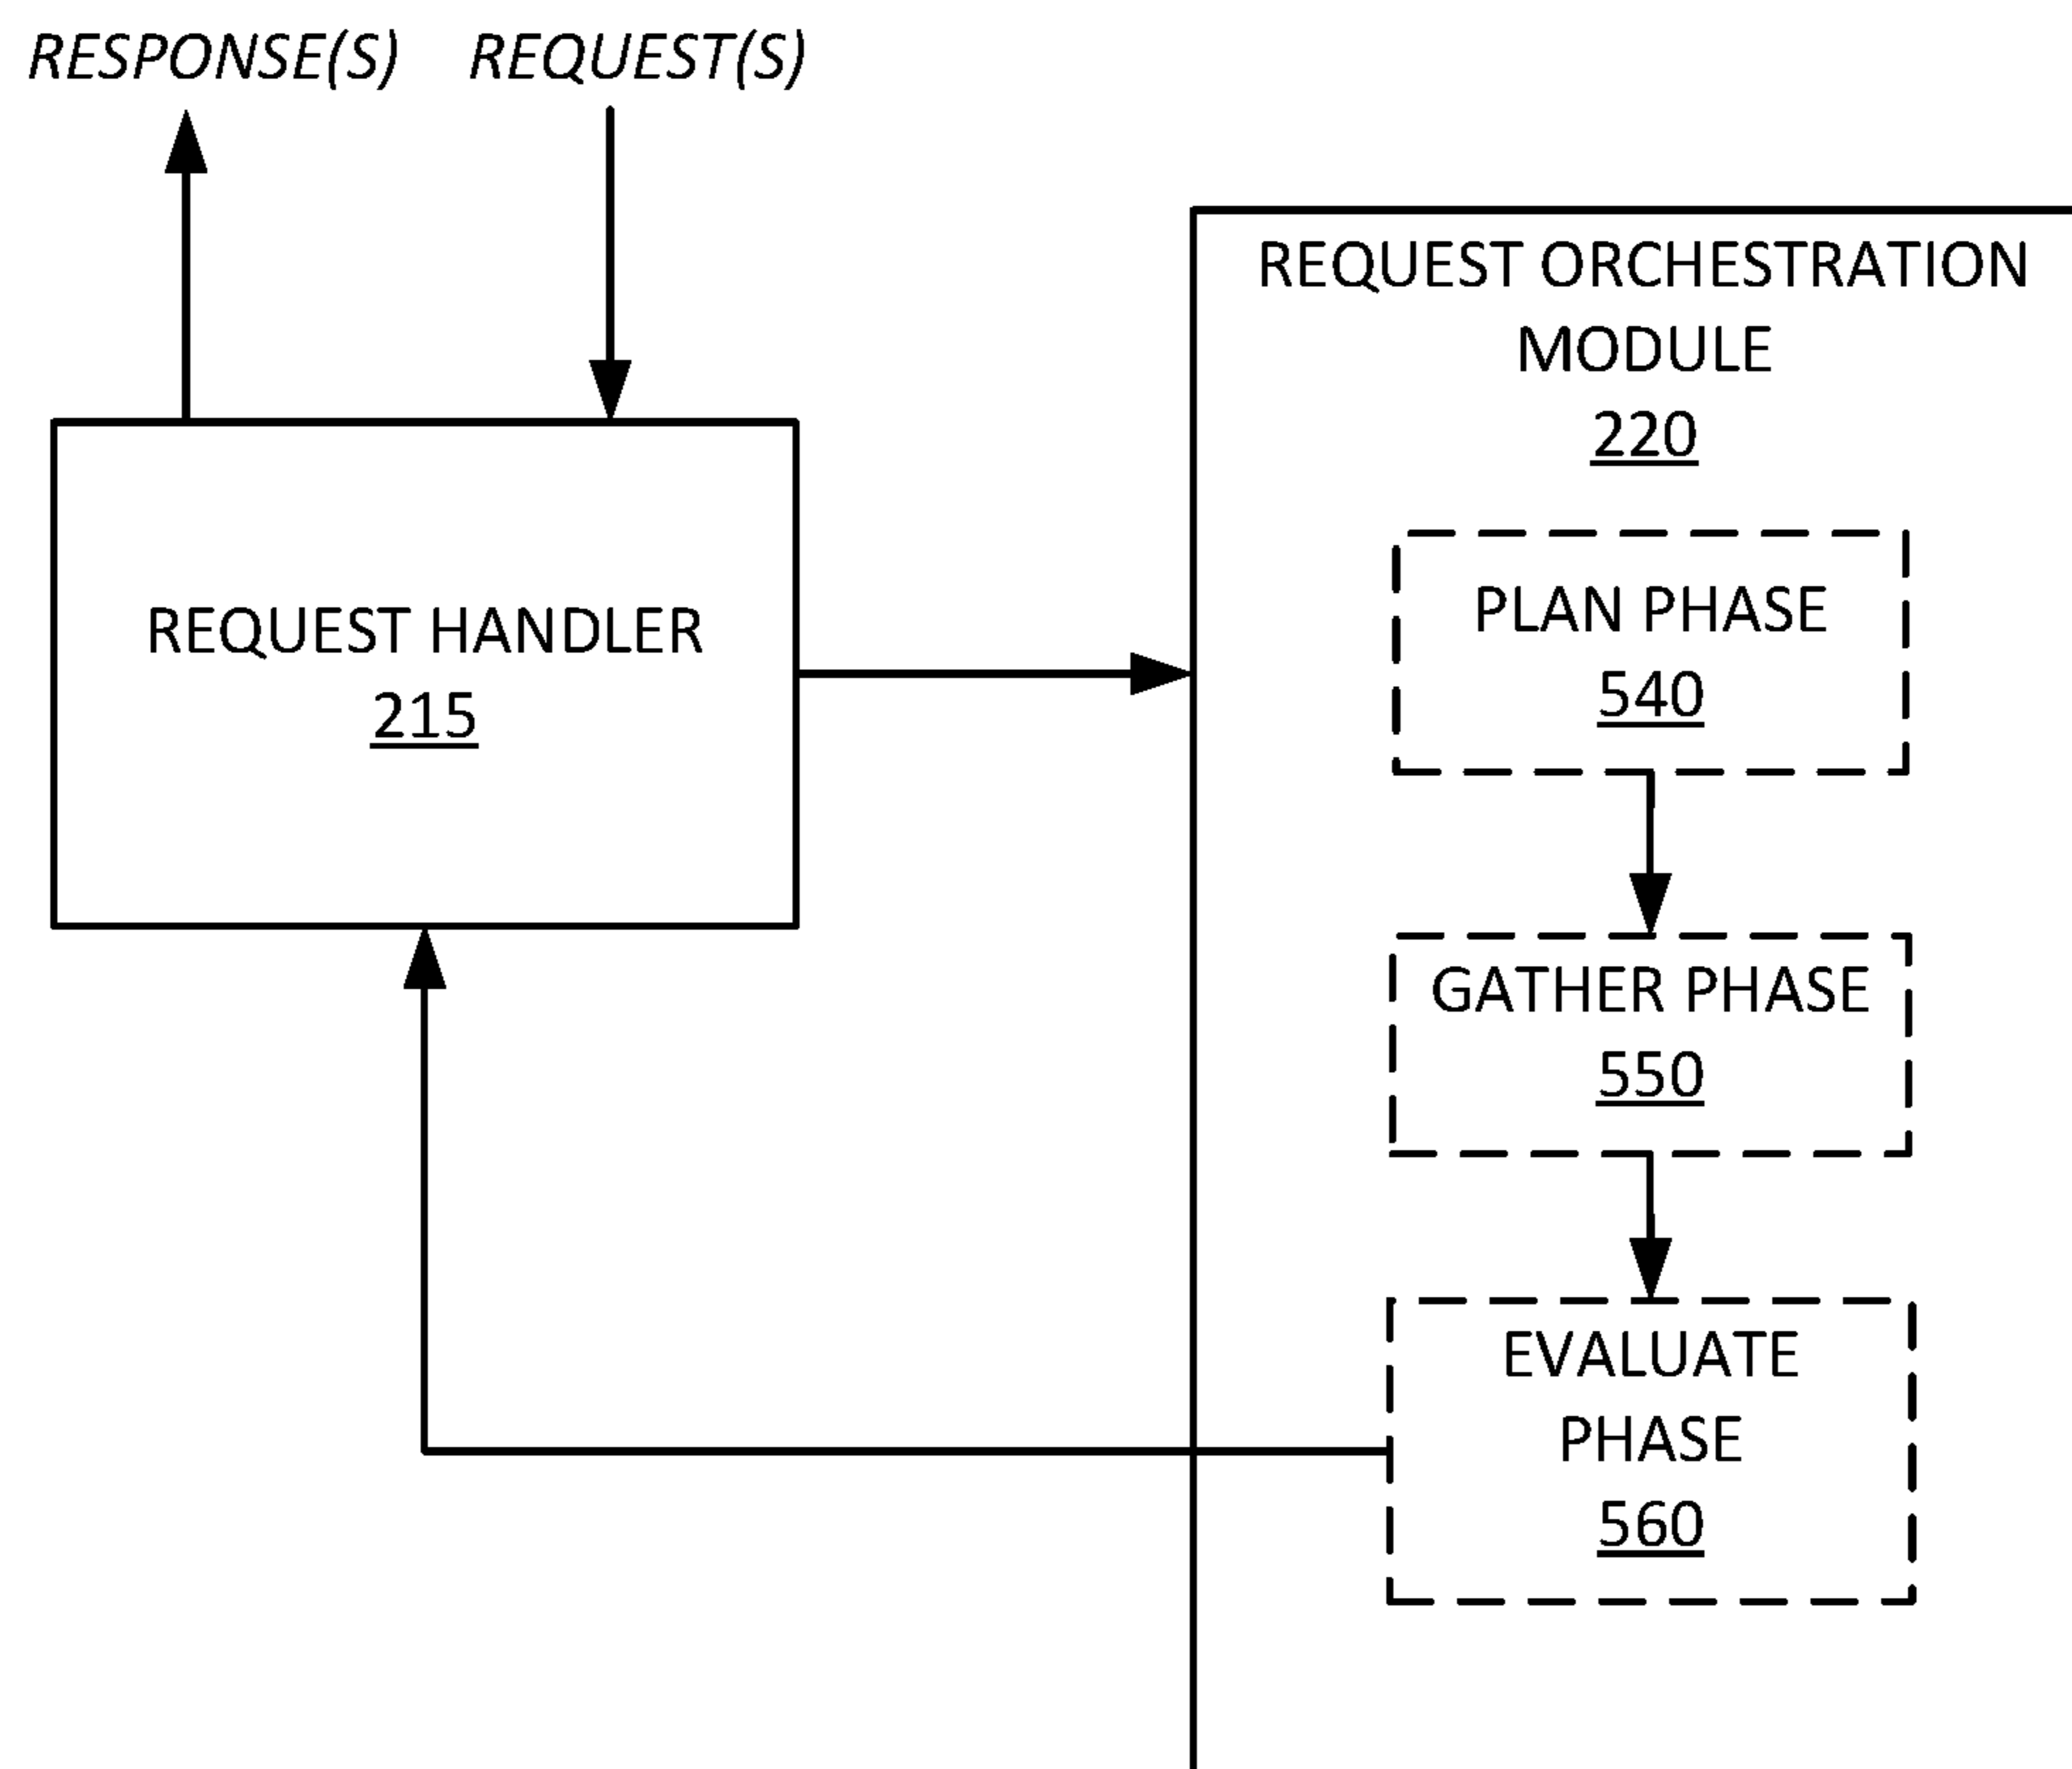 RESPONSE(S)
REQUEST(S)
REQUEST HANDLER
215
REQUEST ORCHESTRATION
MODULE
220
PLAN PHASE
540
GATHER PHASE
550
EVALUATE
PHASE
560